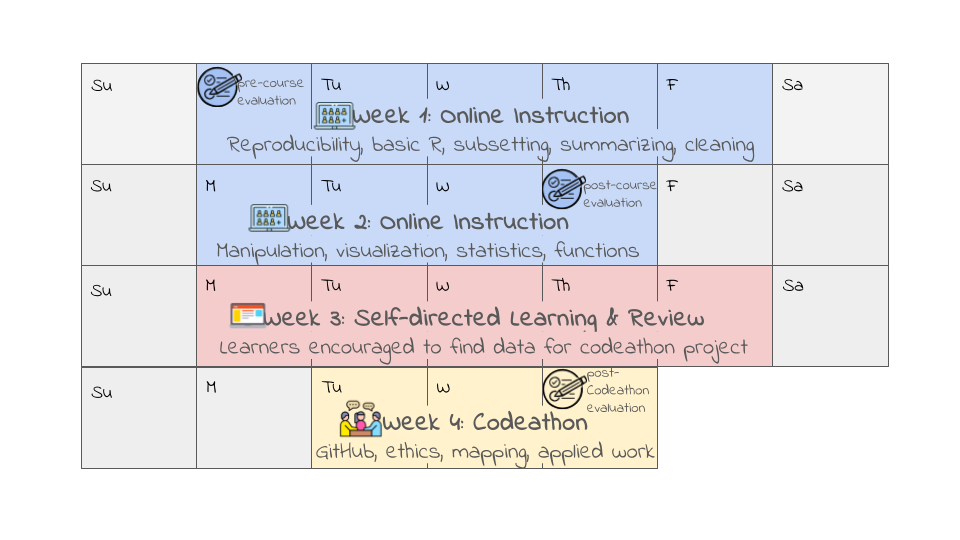 Su Tu W Th F Sa
pre-course
evaluation
Week 1: Online Instruction
Reproducibility, basic R, subsetting, summarizing, cleaning
Su M Tu W F Sa
post-course
evaluation
Week 2: Online Instruction
Manipulation, visualization, statistics, functions
Su M Tu W Th F Sa
Week 3: Self-directed Learning & Review
Learners encouraged to find data for codeathon project
Su M Tu W
post-
Codeathon
evaluation
Week 4: Codeathon
GitHub, ethics, mapping, applied work